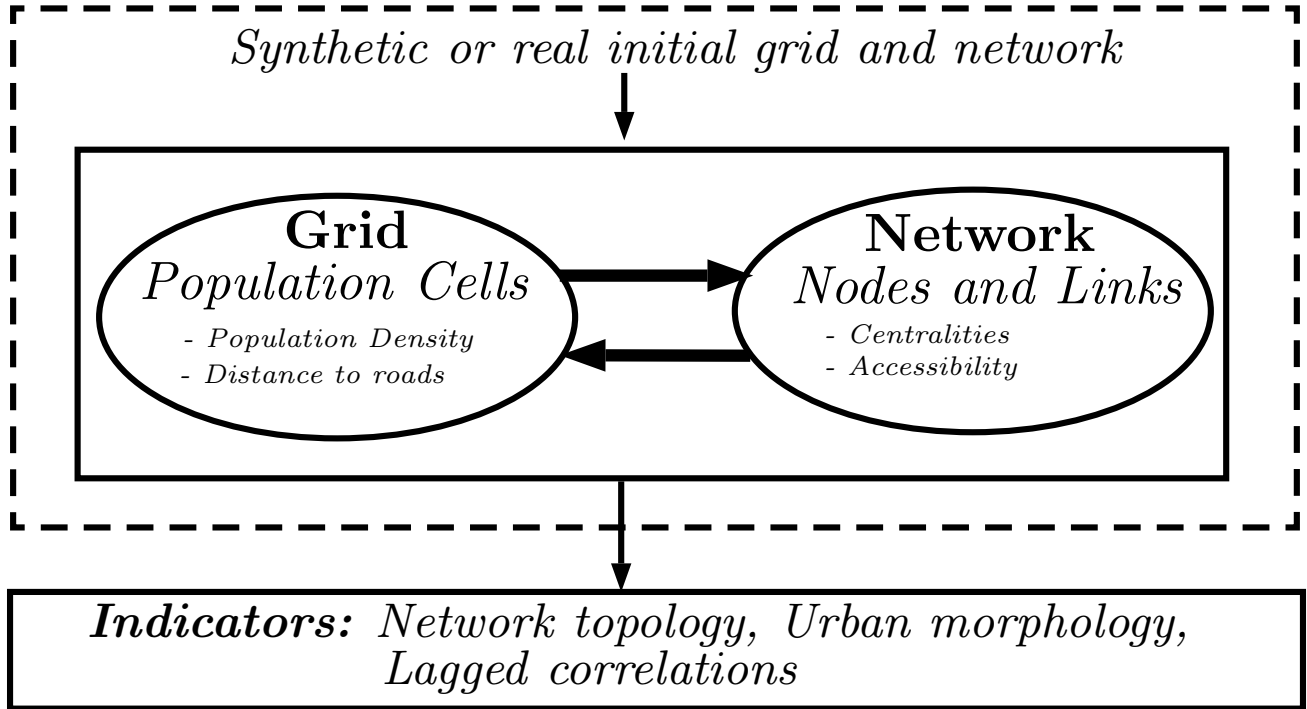 Synthetic or real initial grid and network
Grid
Population Cells
- Population Density
- Distance to roads
Network
Nodes and Links
- Centralities
- Accessibility
Indicators: Network topology, Urban morphology,
Lagged correlations